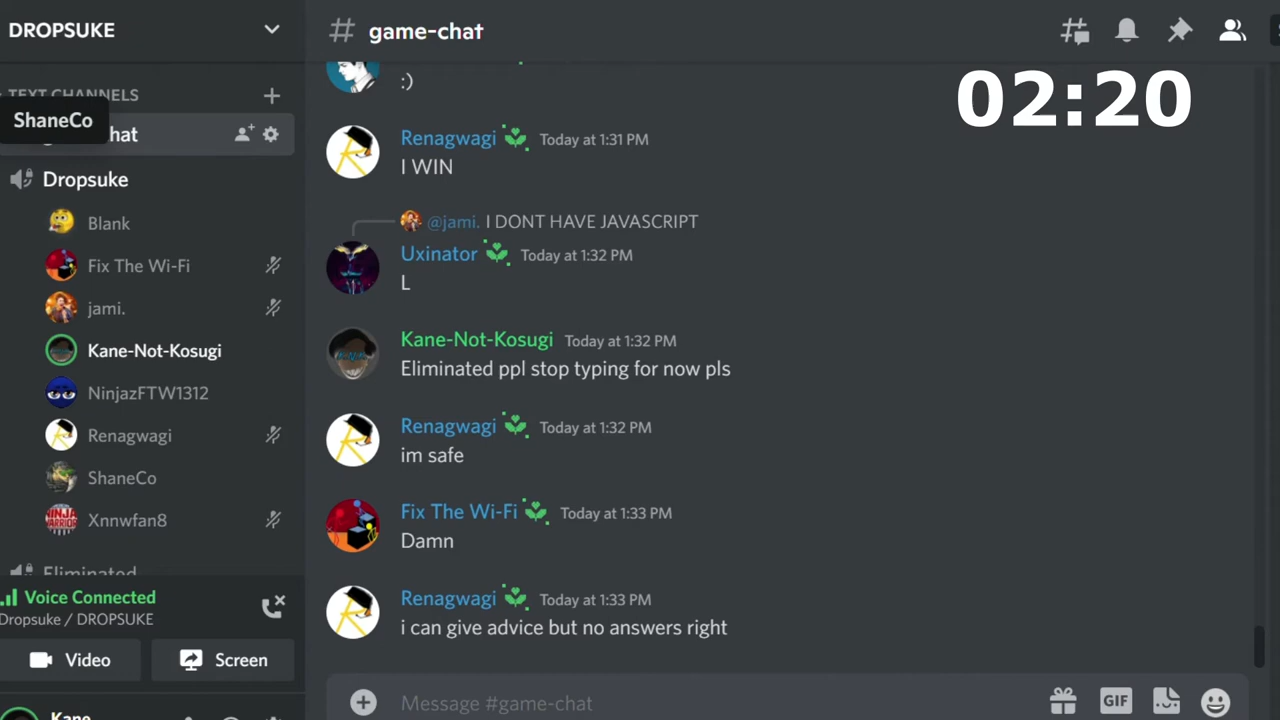 DROPSUKE
TEXT CHANNELS
ShaneCo
hat
Dropsuke
Blank
Fix The Wi-Fi
jami.
Kane-Not-Kosugi
NinjazFTW1312
Renagwagi
ShaneCo
Xnnwfan8
Eliminated
Voice Connected
Dropsuke / DROPSUKE
Video
Screen
Kane
# game-chat
02:20
:)
Renagwagi Today at 1:31 PM
I WIN
@jami. I DONT HAVE JAVASCRIPT
Uxinator Today at 1:32 PM
L
Kane-Not-Kosugi Today at 1:32 PM
Eliminated ppl stop typing for now pls
Renagwagi Today at 1:32 PM
im safe
Fix The Wi-Fi Today at 1:33 PM
Damn
Renagwagi Today at 1:33 PM
i can give advice but no answers right
Message #game-chat
GIF